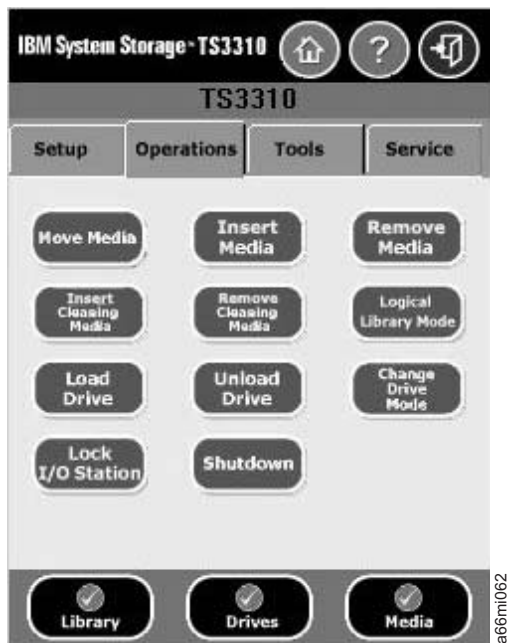 IBM System Storage™ TS3310
?
TS3310
Setup
Operations
Tools
Service
Move Media
Insert
Media
Remove
Media
Insert
Cleaning
Media
Remove
Cleaning
Media
Logical
Library Mode
Load
Drive
Unload
Drive
Change
Drive
Mode
Lock
I/O Station
Shutdown
Library
Drives
Media
a66mi062